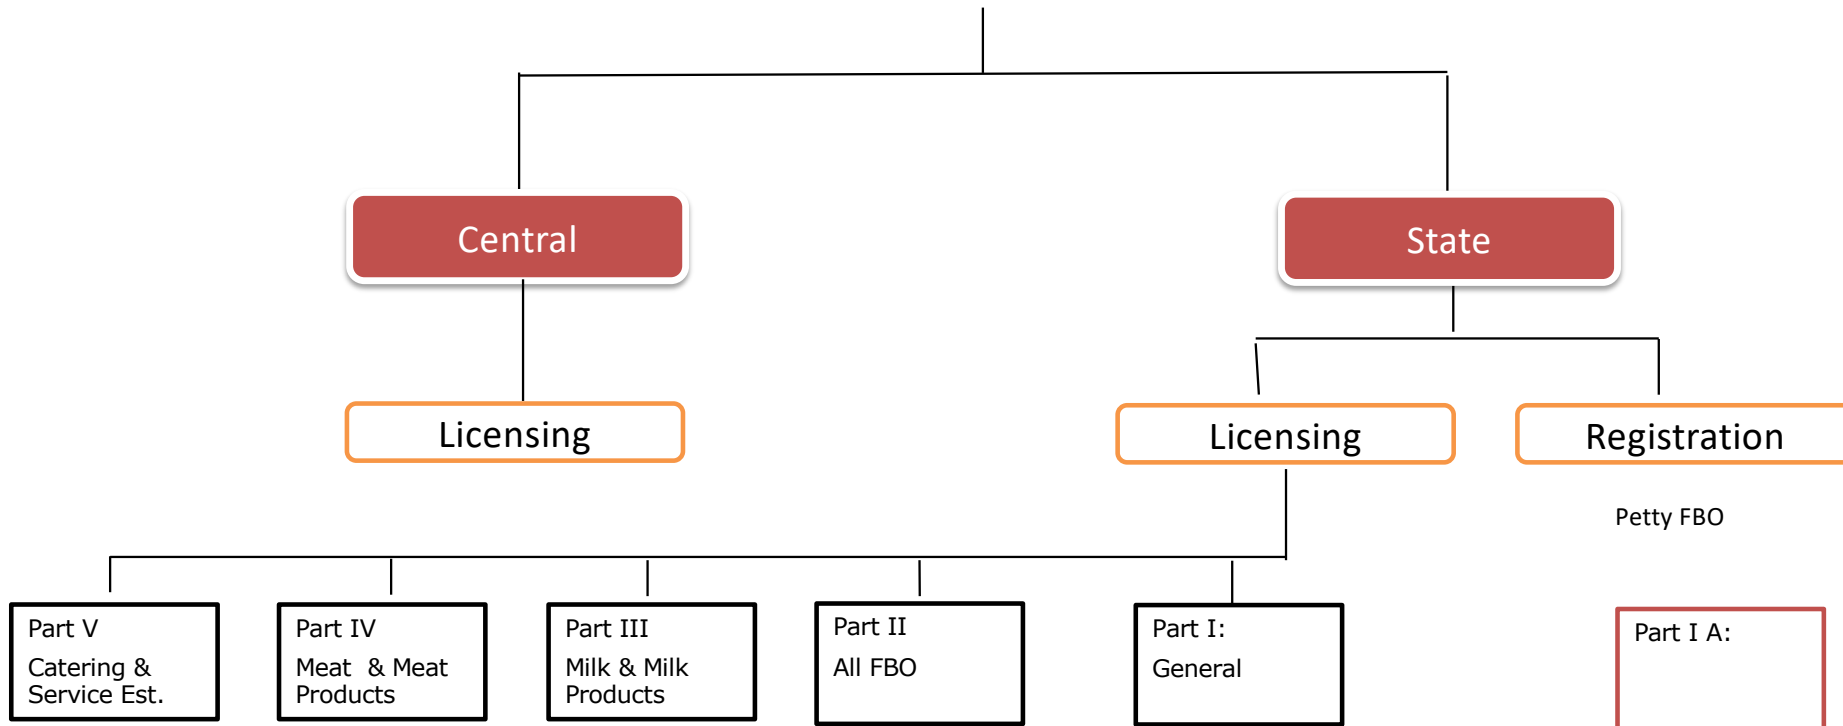 Central
State
Licensing
Licensing
Registration
Petty FBO
Part V
Catering &
Service Est.
Part IV
Meat & Meat
Products
Part III
Milk & Milk
Products
Part II
All FBO
Part I:
General
Part I A: